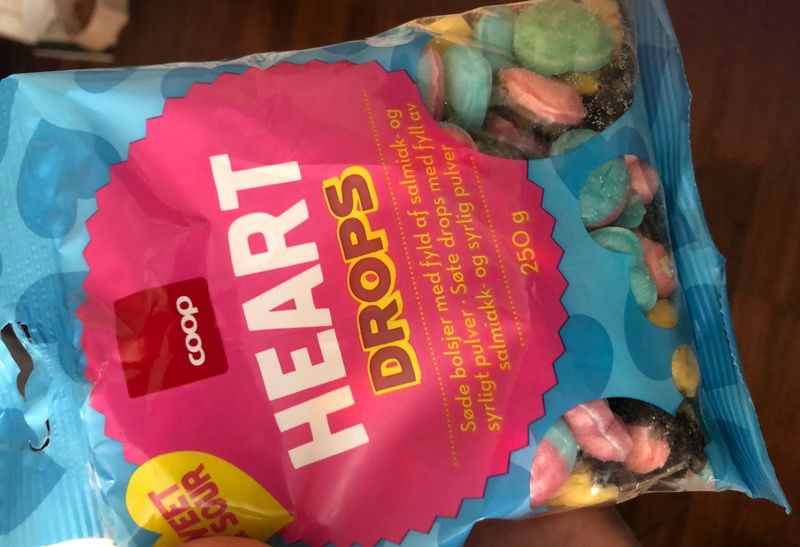 coop
HEART
DROPS
Søde bolsjer med fyld af salmiak- og
syrligt pulver. Søte drops med fyll av
salmiakk- og syrlig pulver
250 g
SOUR